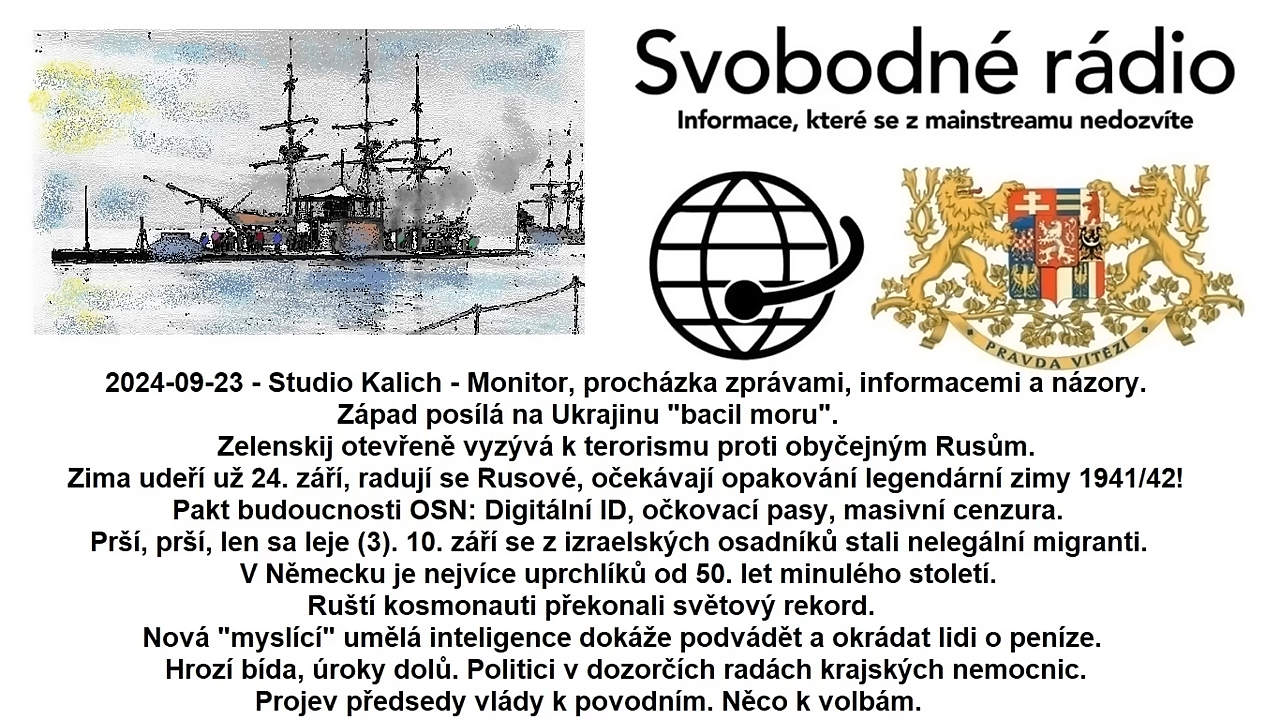 Svobodné rádio
Informace, které se z mainstreamu nedozvíte
PRAVDA VÍTĚZÍ
2024-09-23 - Studio Kalich - Monitor, procházka zprávami, informacemi a názory.
Západ posílá na Ukrajinu "bacil moru".
Zelenskij otevřeně vyzývá k terorismu proti obyčejným Rusům.
Zima udeří už 24. září, radují se Rusové, očekávají opakování legendární zimy 1941/42!
Pakt budoucnosti OSN: Digitální ID, očkovací pasy, masivní cenzura.
Prší, prší, len sa leje (3). 10. září se z izraelských osadníků stali nelegální migranti.
V Německu je nejvíce uprchlíků od 50. let minulého století.
Ruští kosmonauti překonali světový rekord.
Nová "myslící" umělá inteligence dokáže podvádět a okrádat lidi o peníze.
Hrozí bída, úroky dolů. Politici v dozorčích radách krajských nemocnic.
Projev předsedy vlády k povodním. Něco k volbám.